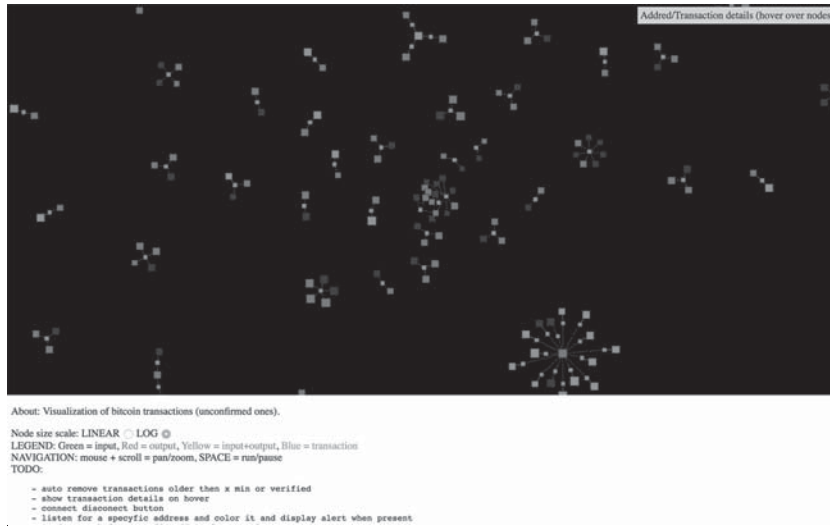 Addred/Transaction details (hover over nodes
About: Visualization of bitcoin transactions (unconfirmed ones).
Node size scale: LINEAR LOG
LEGEND: Green = input, Red = output, Yellow = input+output, Blue = transaction
NAVIGATION: mouse + scroll = pan/zoom, SPACE = run/pause
TODO:
- auto remove transactions older then x min or verified
- show transaction details on hover
- connect disconect button
- listen for a specyfic address and color it and display alert when present